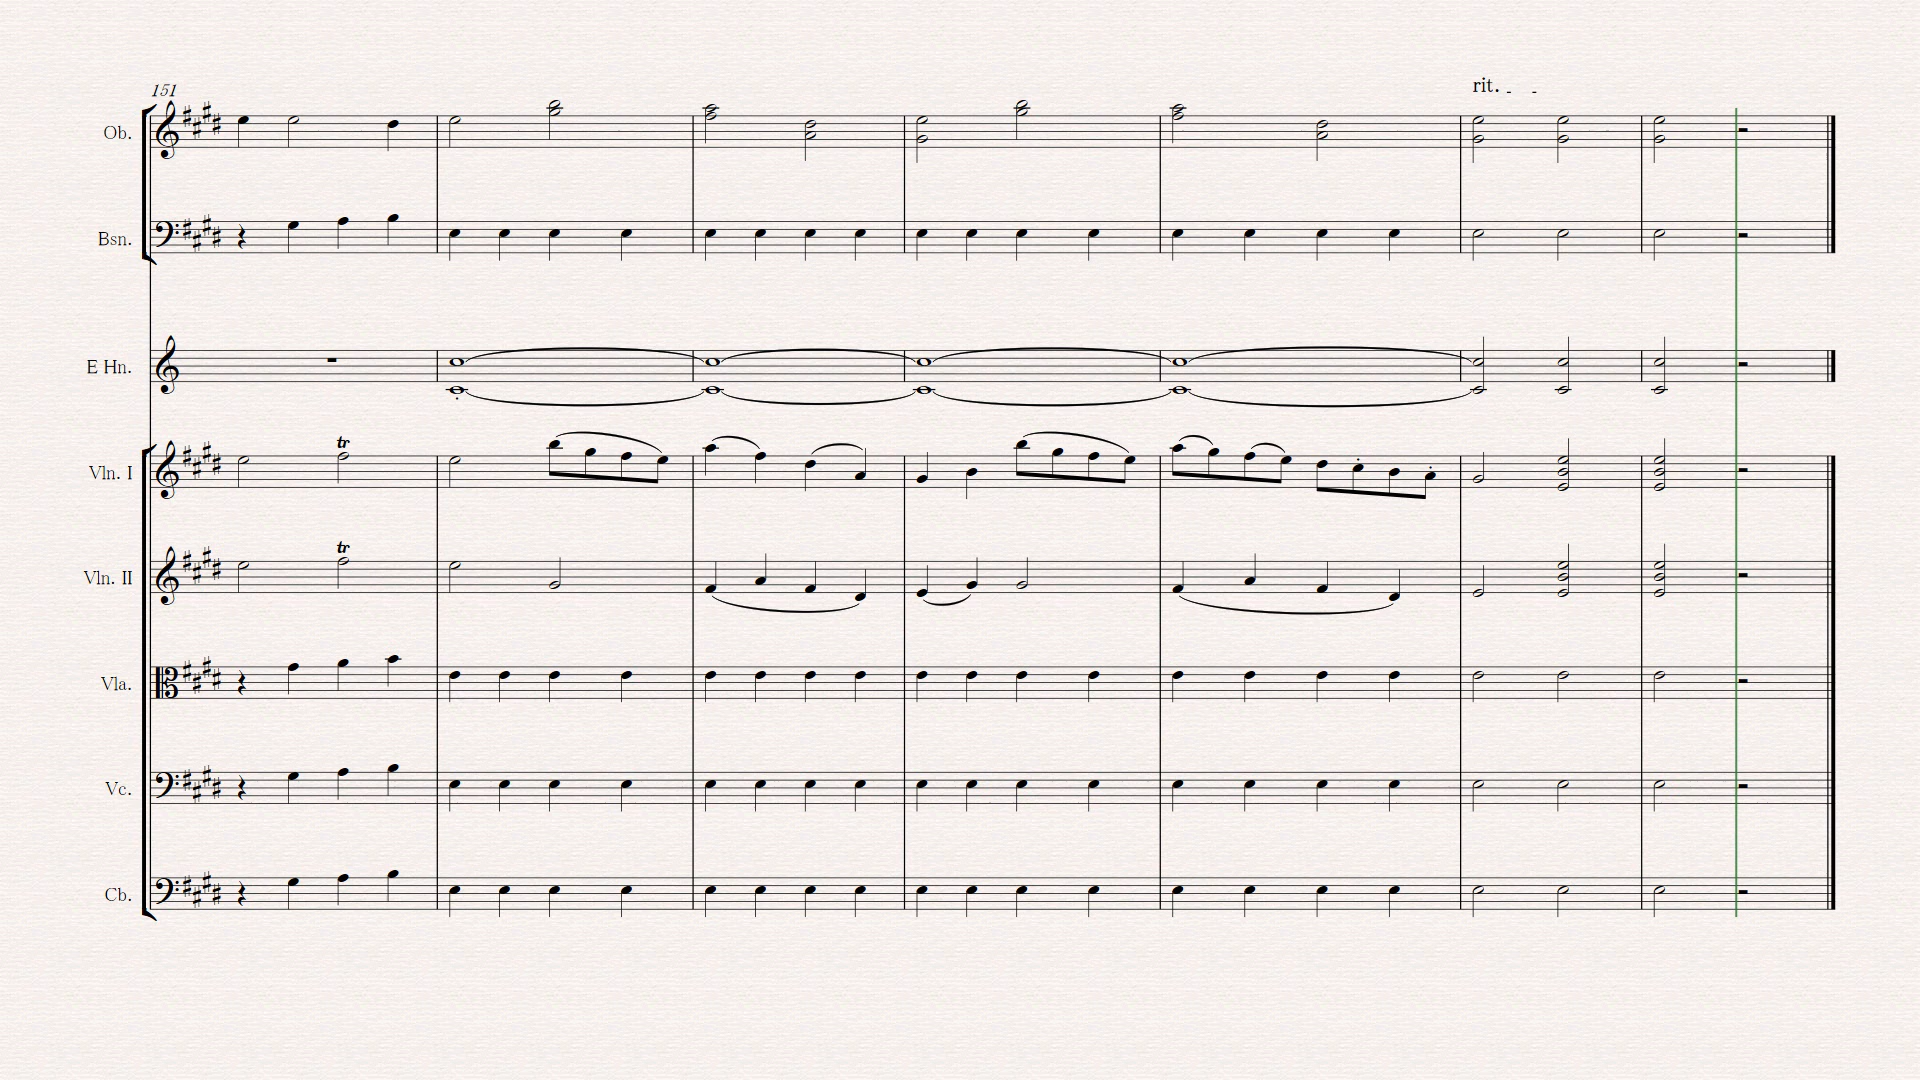 rit.
151
Ob.
Bsn.
E Hn.
tr
Vln. I
tr
Vln. II
Vla.
Vc.
Cb.